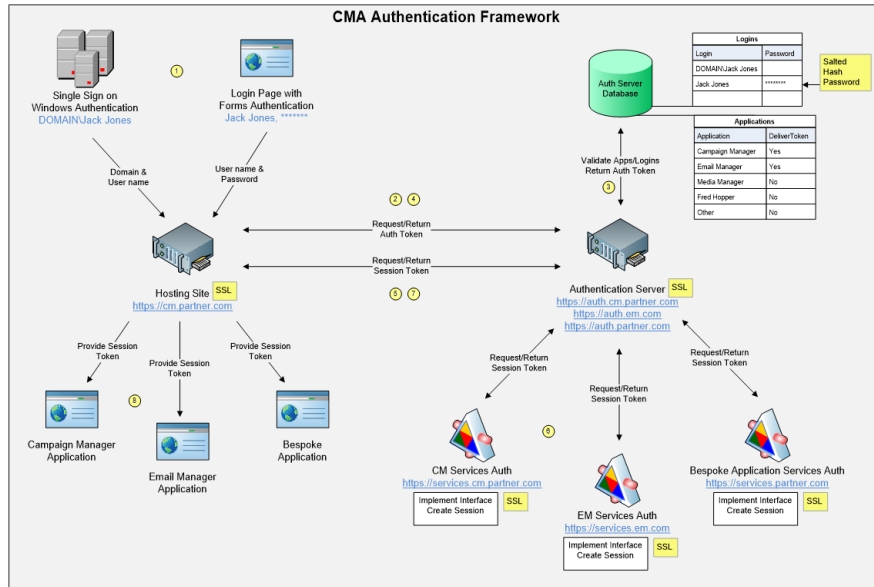 CMA Authentication Framework
1
Single Sign on
Windows Authentication
DOMAIN\Jack Jones
Login Page with
Forms Authentication
Jack Jones, *******
Domain &
User name
User name &
Password
Auth Server
Database
Logins
Login Password
DOMAIN\Jack Jones
Jack Jones ********
Salted
Hash
Password
Applications
Application DeliverToken
Campaign Manager Yes
Email Manager Yes
Media Manager No
Fred Hopper No
Other No
Validate Apps/Logins
Return Auth Token
3
2 4
Request/Return
Auth Token
Request/Return
Session Token
5 7
Hosting Site SSL
https://cm.partner.com
Authentication Server SSL
https://auth.cm.partner.com
https://auth.em.com
https://auth.partner.com
Provide Session
Token
Provide Session
Token
Provide Session
Token
8
Campaign Manager
Application
Email Manager
Application
Bespoke
Application
Request/Return
Session Token
Request/Return
Session Token
Request/Return
Session Token
6
CM Services Auth
https://services.cm.partner.com
Implement Interface
Create Session
SSL
EM Services Auth
https://services.em.com
Implement Interface
Create Session
SSL
Bespoke Application Services Auth
https://services.partner.com
Implement Interface
Create Session
SSL